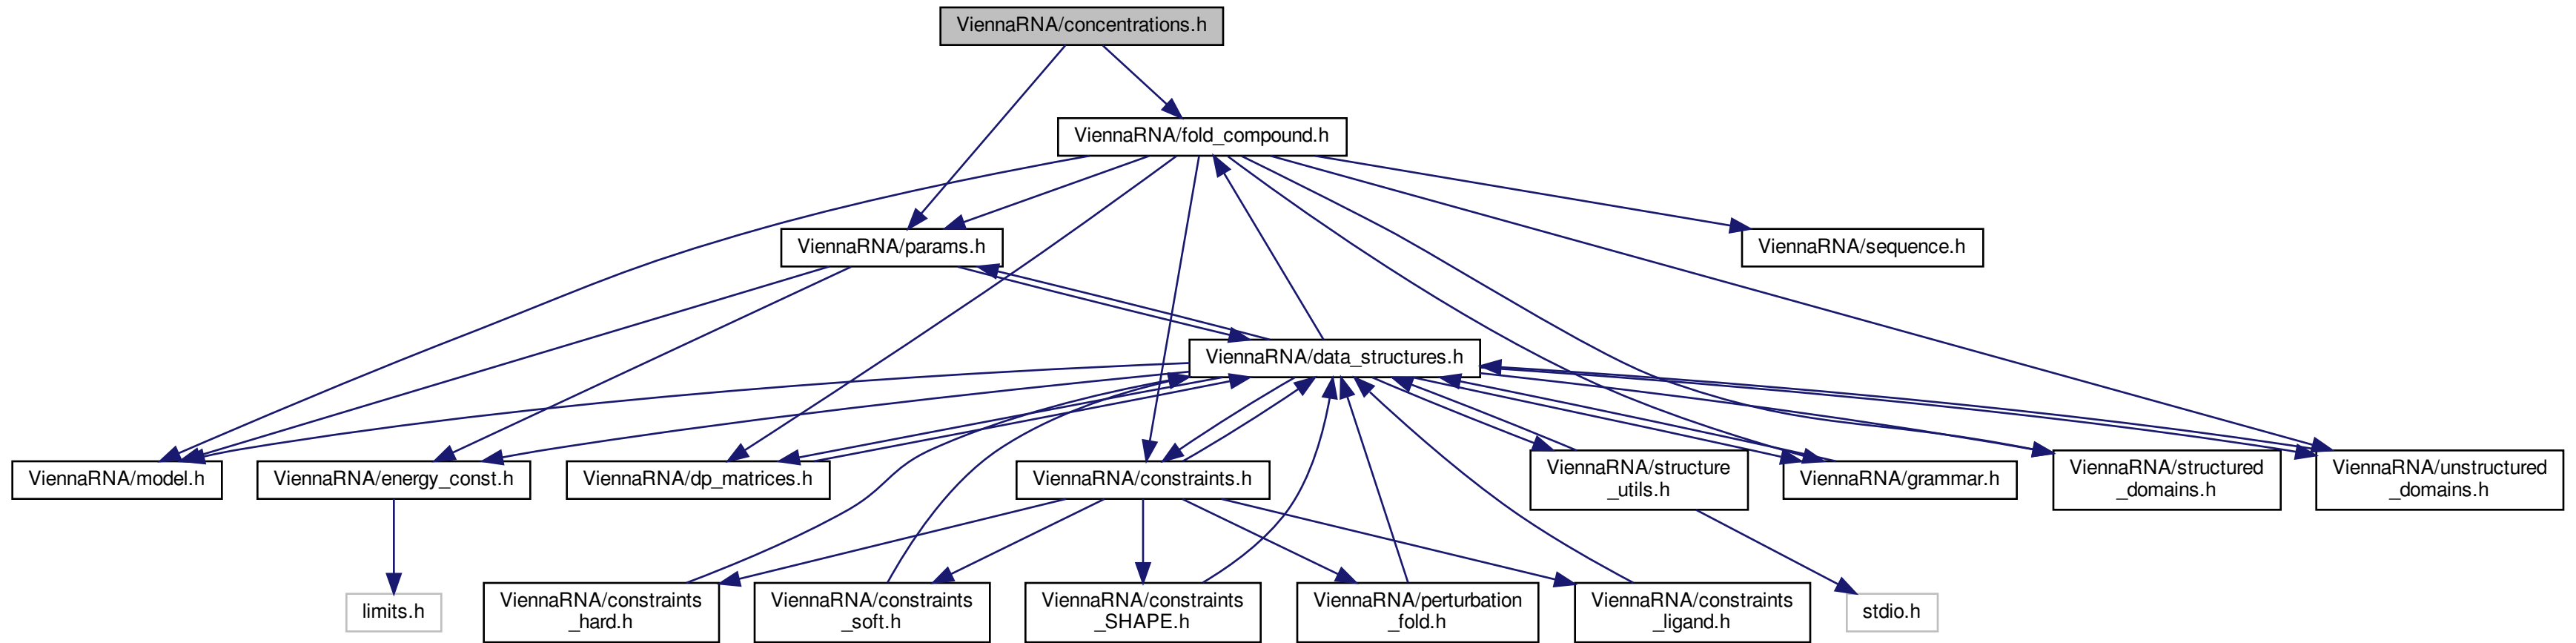 ViennaRNA/concentrations.h
ViennaRNA/fold_compound.h
ViennaRNA/params.h
ViennaRNA/sequence.h
ViennaRNA/data_structures.h
ViennaRNA/model.h
ViennaRNA/energy_const.h
ViennaRNA/dp_matrices.h
ViennaRNA/constraints.h
ViennaRNA/structure
_utils.h
ViennaRNA/grammar.h
ViennaRNA/structured
_domains.h
ViennaRNA/unstructured
_domains.h
limits.h
ViennaRNA/constraints
_hard.h
ViennaRNA/constraints
_soft.h
ViennaRNA/constraints
_SHAPE.h
ViennaRNA/perturbation
_fold.h
ViennaRNA/constraints
_ligand.h
stdio.h